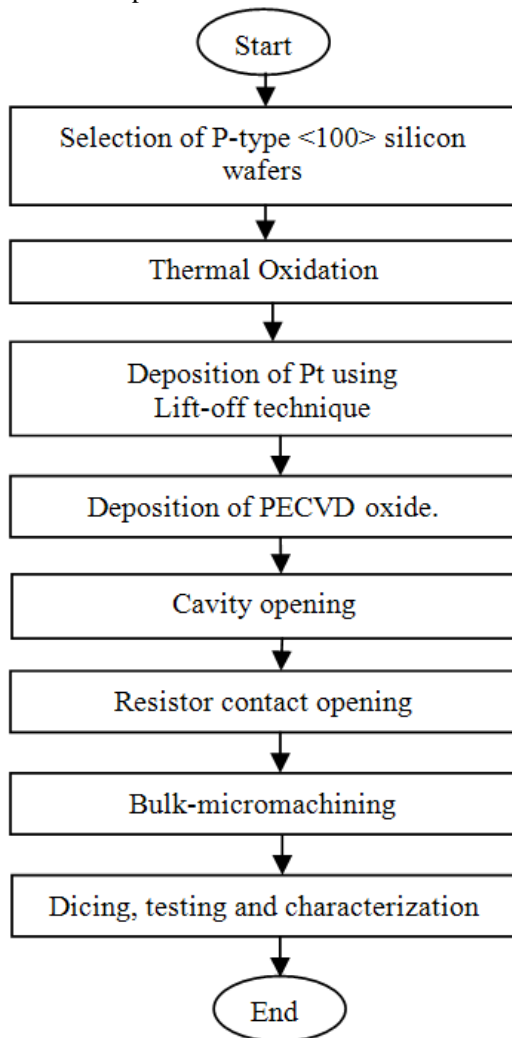 Start
Selection of P-type <100> silicon
wafers
Thermal Oxidation
Deposition of Pt using
Lift-off technique
Deposition of PECVD oxide.
Cavity opening
Resistor contact opening
Bulk-micromachining
Dicing, testing and characterization
End